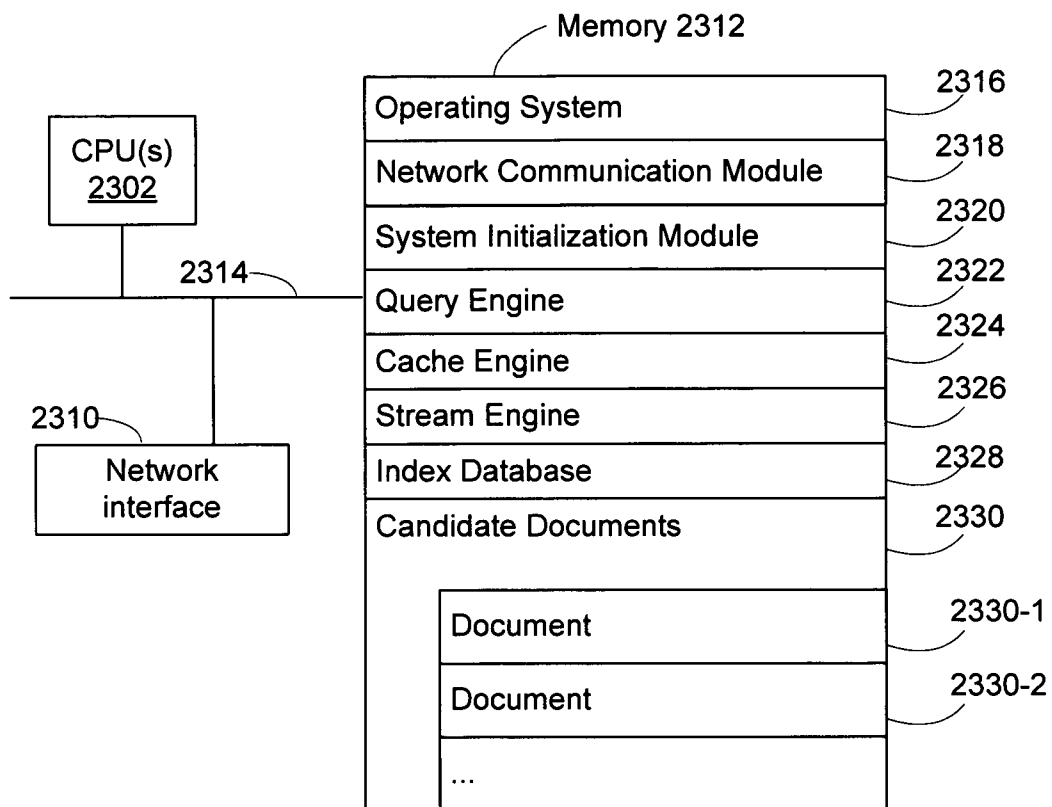 Memory 2312
2316
Operating System
CPU(s)
2302
2318
Network Communication Module
2320
System Initialization Module
2314
2322
Query Engine
2324
Cache Engine
2326
Stream Engine
2310
2328
Index Database
Network
interface
2330
Candidate Documents
2330-1
Document
2330-2
Document
...